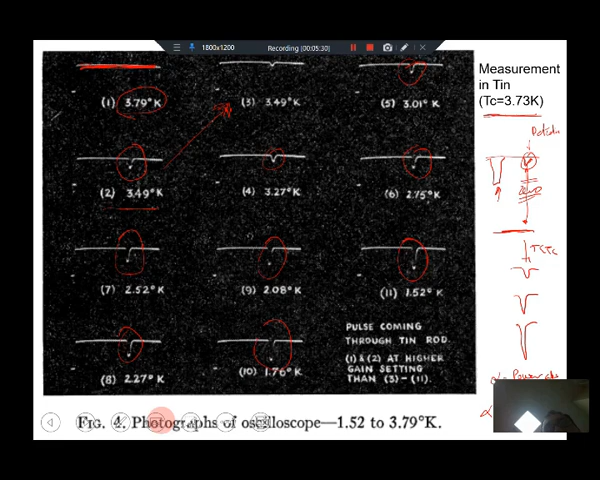 1800x1200
Recording [00:05:30]
Measurement
in Tin
(Tc=3.73K)
(1) 3.79°K
(3) 3.49°K
(5) 3.01°K
(2) 3.49°K
(4) 3.27°K
(6) 2.75°K
(7) 2.52°K
(9) 2.08°K
(11) 1.52°K
(8) 2.27°K
(10) 1.76°K
PULSE COMING
THROUGH TIN ROD
(1) & (2) AT HIGHER
GAIN SETTING
THAN (3)-(11).
T<Tc
FIG. 4. Photographs of oscilloscope—1.52 to 3.79°K.